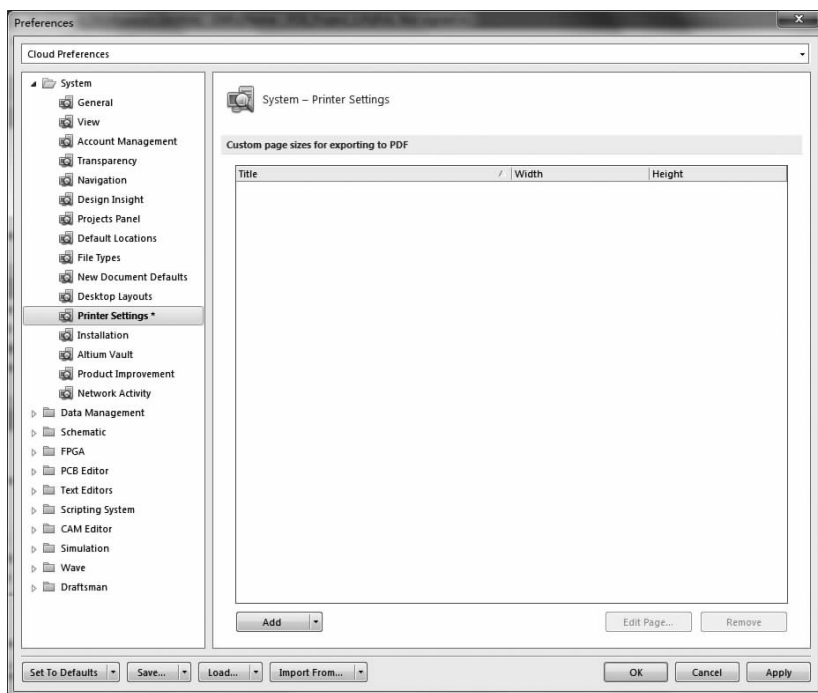 Preferences
Cloud Preferences
System
General
View
Account Management
Transparency
Navigation
Design Insight
Projects Panel
Default Locations
File Types
New Document Defaults
Desktop Layouts
Printer Settings *
Installation
Altium Vault
Product Improvement
Network Activity
Data Management
Schematic
FPGA
PCB Editor
Text Editors
Scripting System
CAM Editor
Simulation
Wave
Draftsman
System – Printer Settings
Custom page sizes for exporting to PDF
Title Width Height
Add Edit Page... Remove
Set To Defaults Save... Load... Import From... OK Cancel Apply